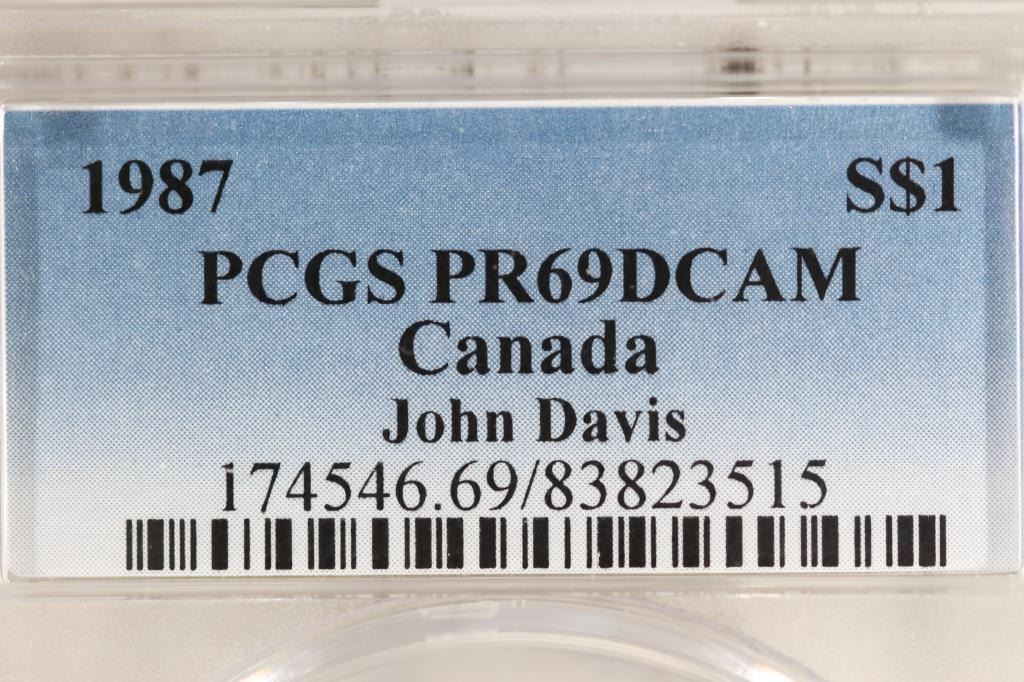 1987 S$1
PCGS PR69DCAM
Canada
John Davis
174546.69/83823515